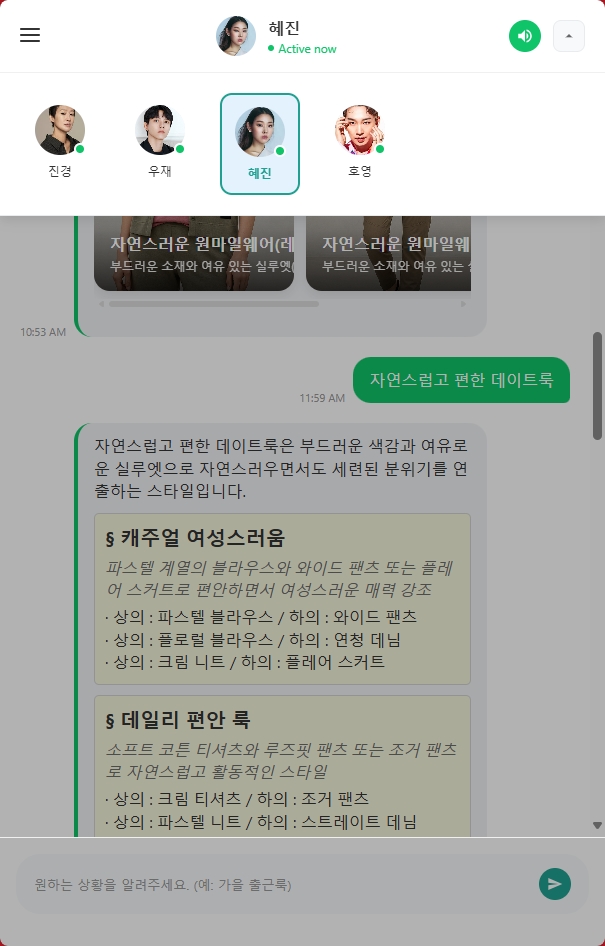 혜진
Active now
진경
우재
혜진
호영
자연스러운 원마일웨어(레
부드러운 소재와 여유 있는 실루엣(
자연스러운 원마일웨
부드러운 소재와 여유 있는
10:53 AM
자연스럽고 편한 데이트룩
11:59 AM
자연스럽고 편한 데이트룩은 부드러운 색감과 여유로
운 실루엣으로 자연스러우면서도 세련된 분위기를 연
출하는 스타일입니다.
§ 캐주얼 여성스러움
파스텔 계열의 블라우스와 와이드 팬츠 또는 플레
어 스커트로 편안하면서 여성스러운 매력 강조
· 상의 : 파스텔 블라우스 / 하의 : 와이드 팬츠
· 상의 : 플로럴 블라우스 / 하의 : 연청 데님
· 상의 : 크림 니트 / 하의 : 플레어 스커트
§ 데일리 편안 룩
소프트 코튼 티셔츠와 루즈핏 팬츠 또는 조거 팬츠
로 자연스럽고 활동적인 스타일
· 상의 : 크림 티셔츠 / 하의 : 조거 팬츠
· 상의 : 파스텔 니트 / 하의 : 스트레이트 데님
원하는 상황을 알려주세요. (예: 가을 출근룩)